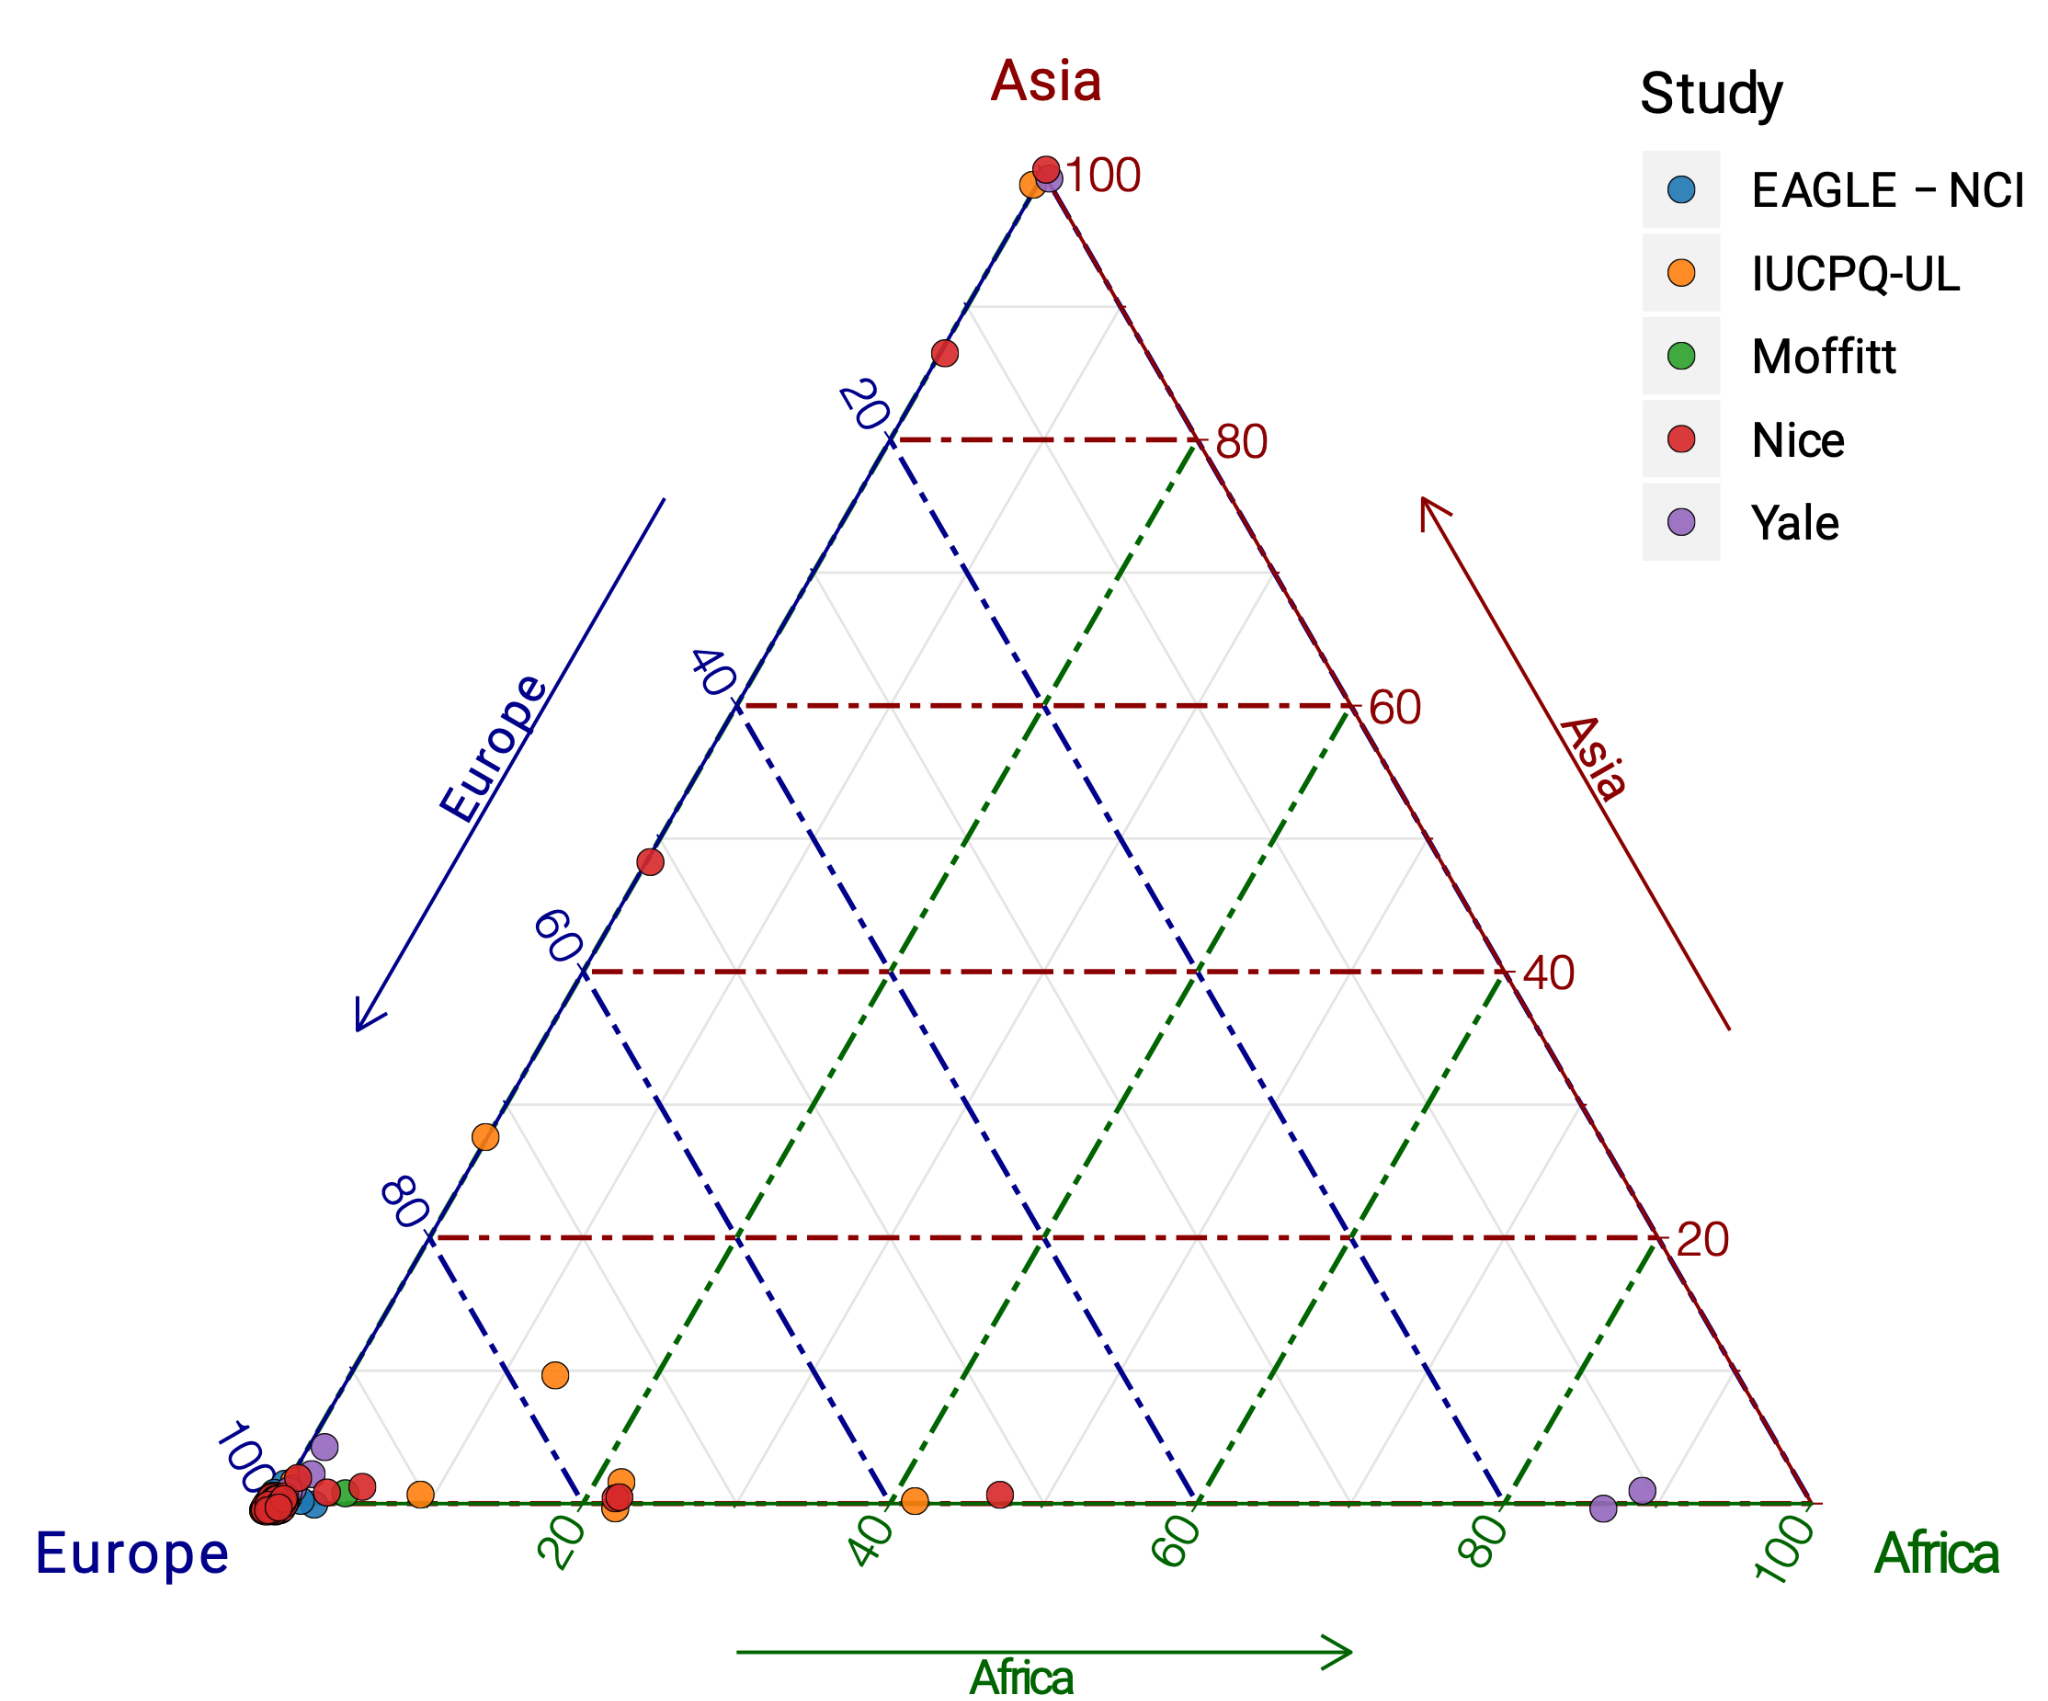 Asia
Study
EAGLE – NCI
IUCPQ-UL
Moffitt
Nice
Yale
100
80
60
40
20
20
40
60
80
100
Europe
Asia
Europe
Africa
20
40
60
80
100
Africa